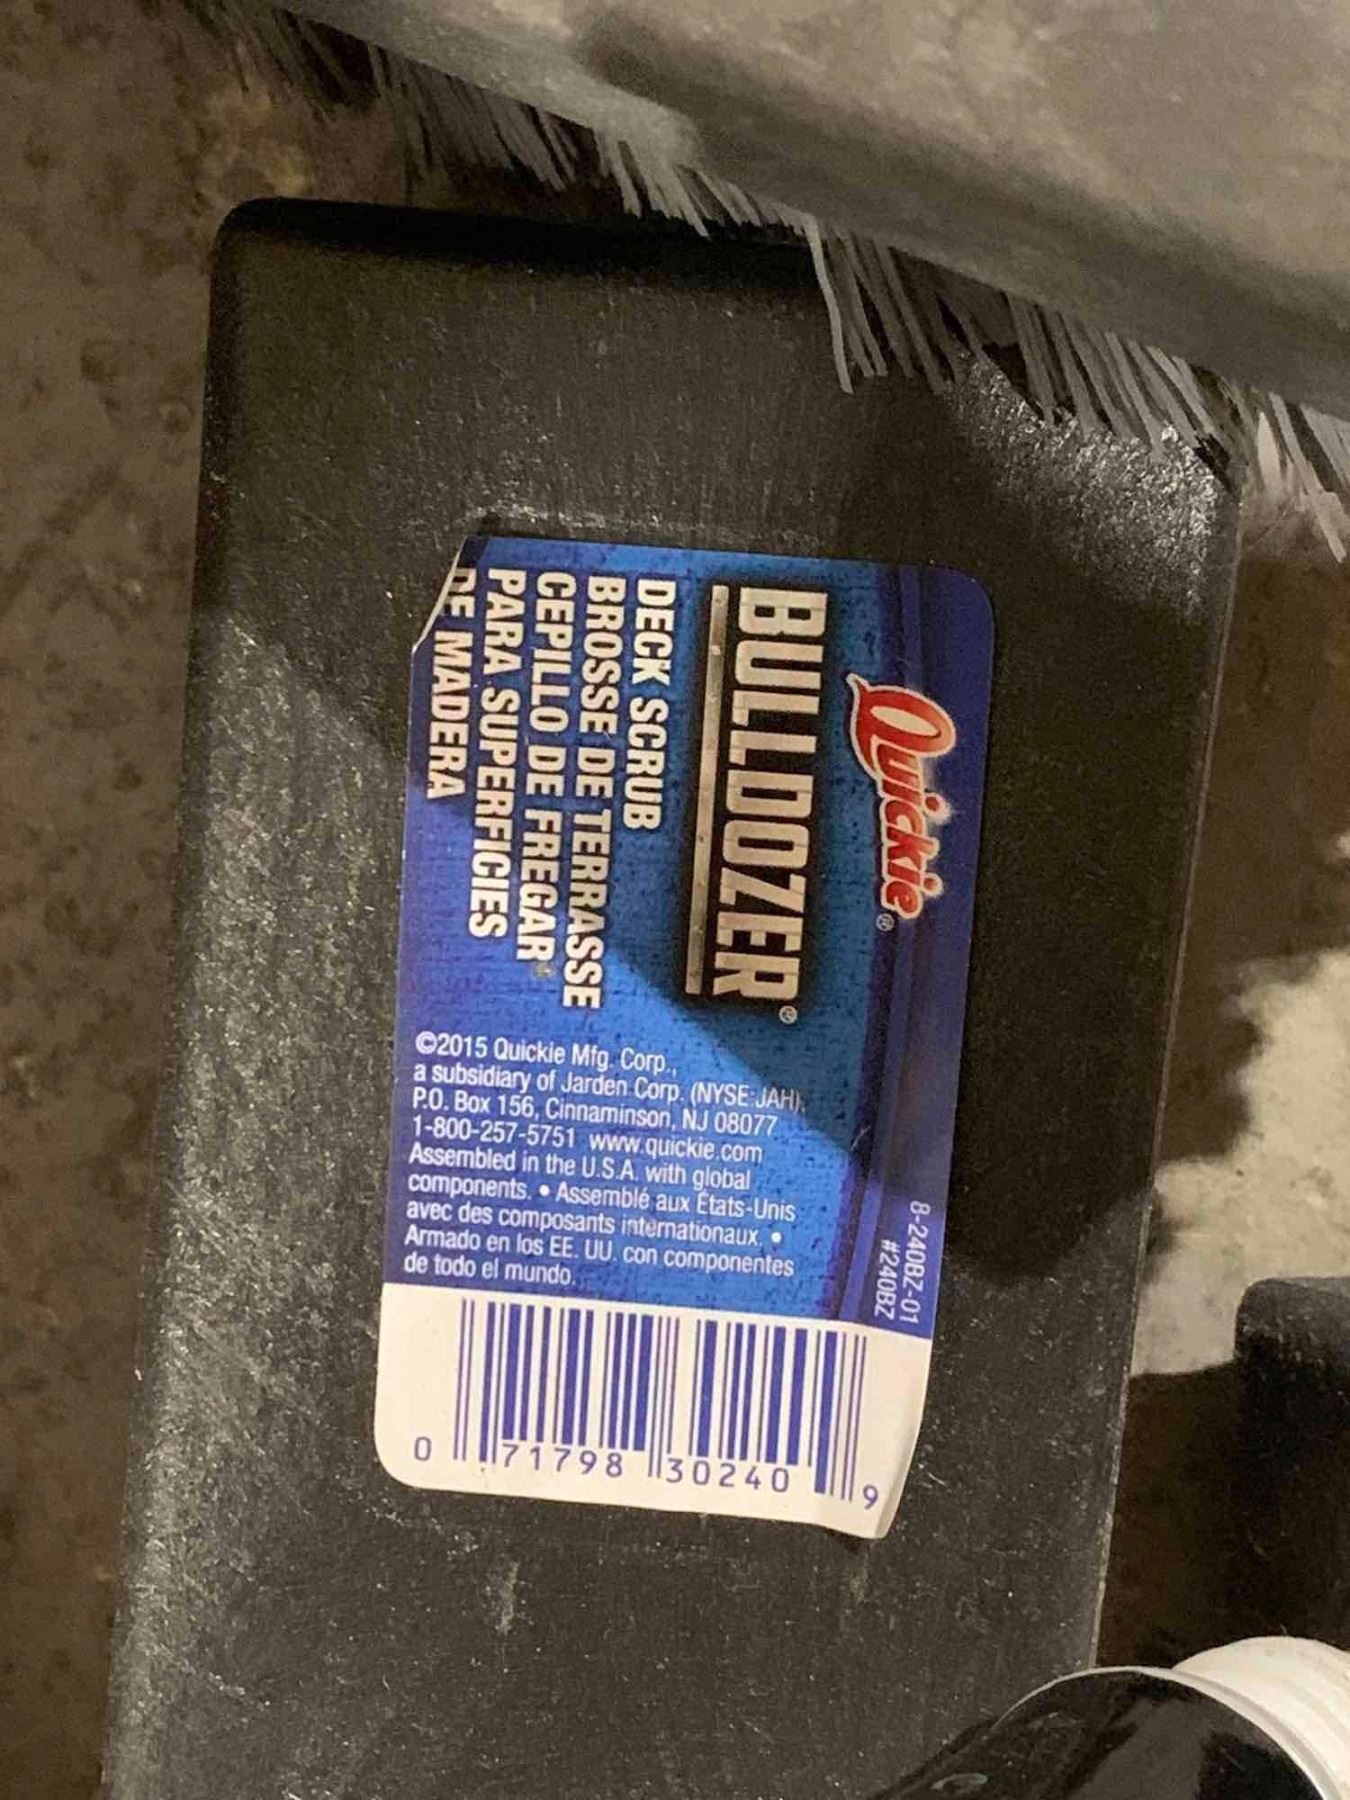 Quickie®
BULLDOZER®
DECK SCRUB
BROSSE DE TERRASSE
CEPILLO DE FREGAR
PARA SUPERFICIES
DE MADERA
8-240BZ-01
#240BZ
©2015 Quickie Mfg. Corp.,
a subsidiary of Jarden Corp. (NYSE:JAH),
P.O. Box 156, Cinnaminson, NJ 08077
1-800-257-5751 www.quickie.com
Assembled in the U.S.A. with global
components. • Assemblé aux États-Unis
avec des composants internationaux. •
Armado en los EE. UU. con componentes
de todo el mundo.
0 71798 30240 9